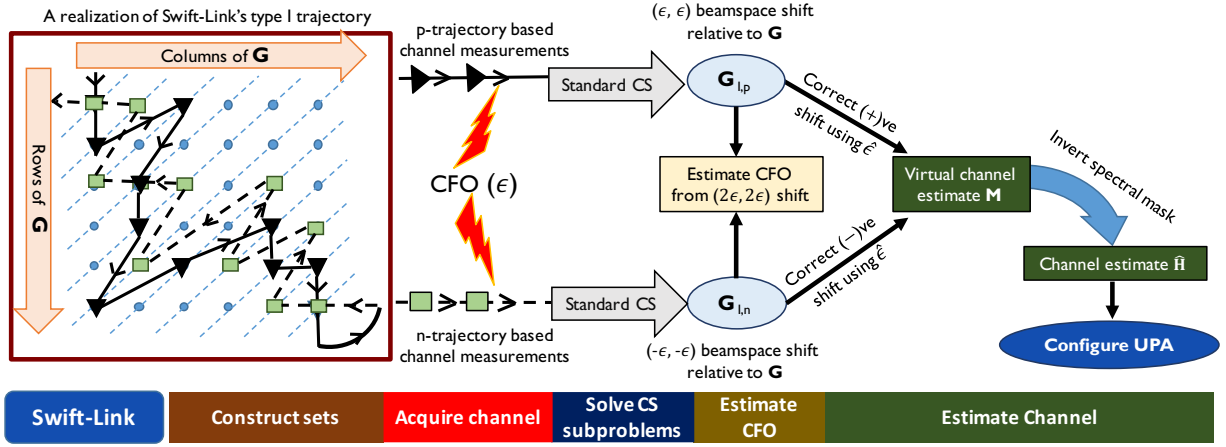 A realization of Swift-Link's type I trajectory
Columns of G
Rows of G
p-trajectory based
channel measurements
CFO (ϵ)
n-trajectory based
channel measurements
Standard CS
Standard CS
(ϵ, ϵ) beamspace shift
relative to G
G_{I,p}
Estimate CFO
from (2ϵ, 2ϵ) shift
G_{I,n}
(-ϵ, -ϵ) beamspace shift
relative to G
Correct (+)ve
shift using ϵ̂
Correct (−)ve
shift using ϵ̂
Virtual channel
estimate M
Invert spectral mask
Channel estimate Ĥ
Configure UPA
Swift-Link
Construct sets
Acquire channel
Solve CS
subproblems
Estimate
CFO
Estimate Channel